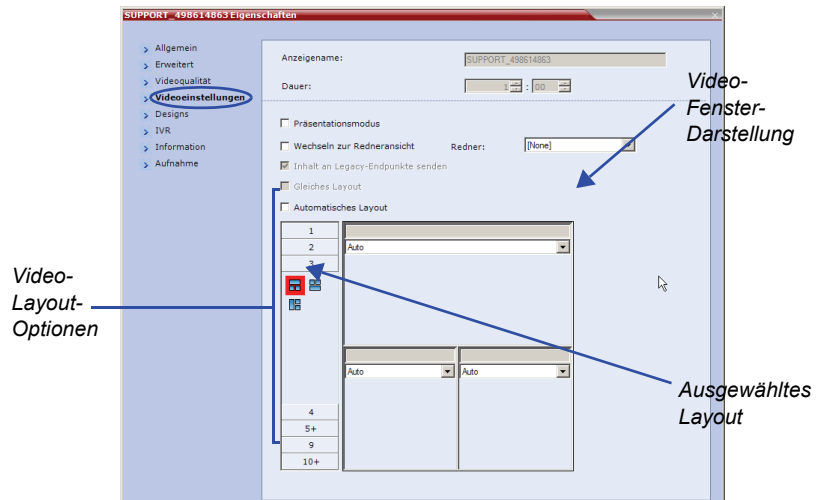 SUPPORT_498614863 Eigenschaften
Allgemein
Erweitert
Videoqualität
Videoeinstellungen
Designs
IVR
Information
Aufnahme
Anzeigename:
SUPPORT_498614863
Dauer:
1 : 00
Präsentationsmodus
Wechseln zur Redneransicht
Redner:
[None]
Inhalt an Legacy-Endpunkte senden
Gleiches Layout
Automatisches Layout
1
2
3
4
5+
9
10+
Auto
Auto
Auto
Video-
Fenster-
Darstellung
Video-
Layout-
Optionen
Ausgewähltes
Layout